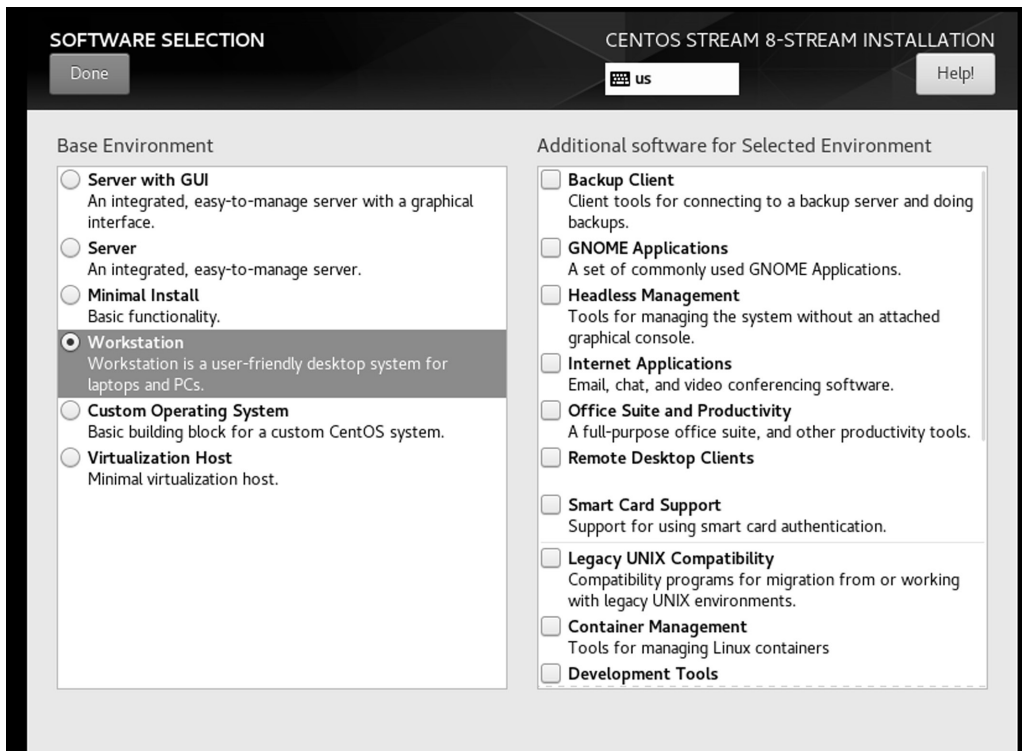 SOFTWARE SELECTION
CENTOS STREAM 8-STREAM INSTALLATION
Done
us
Help!
Base Environment
Server with GUI
An integrated, easy-to-manage server with a graphical
interface.
Server
An integrated, easy-to-manage server.
Minimal Install
Basic functionality.
Workstation
Workstation is a user-friendly desktop system for
laptops and PCs.
Custom Operating System
Basic building block for a custom CentOS system.
Virtualization Host
Minimal virtualization host.
Additional software for Selected Environment
Backup Client
Client tools for connecting to a backup server and doing
backups.
GNOME Applications
A set of commonly used GNOME Applications.
Headless Management
Tools for managing the system without an attached
graphical console.
Internet Applications
Email, chat, and video conferencing software.
Office Suite and Productivity
A full-purpose office suite, and other productivity tools.
Remote Desktop Clients
Smart Card Support
Support for using smart card authentication.
Legacy UNIX Compatibility
Compatibility programs for migration from or working
with legacy UNIX environments.
Container Management
Tools for managing Linux containers
Development Tools